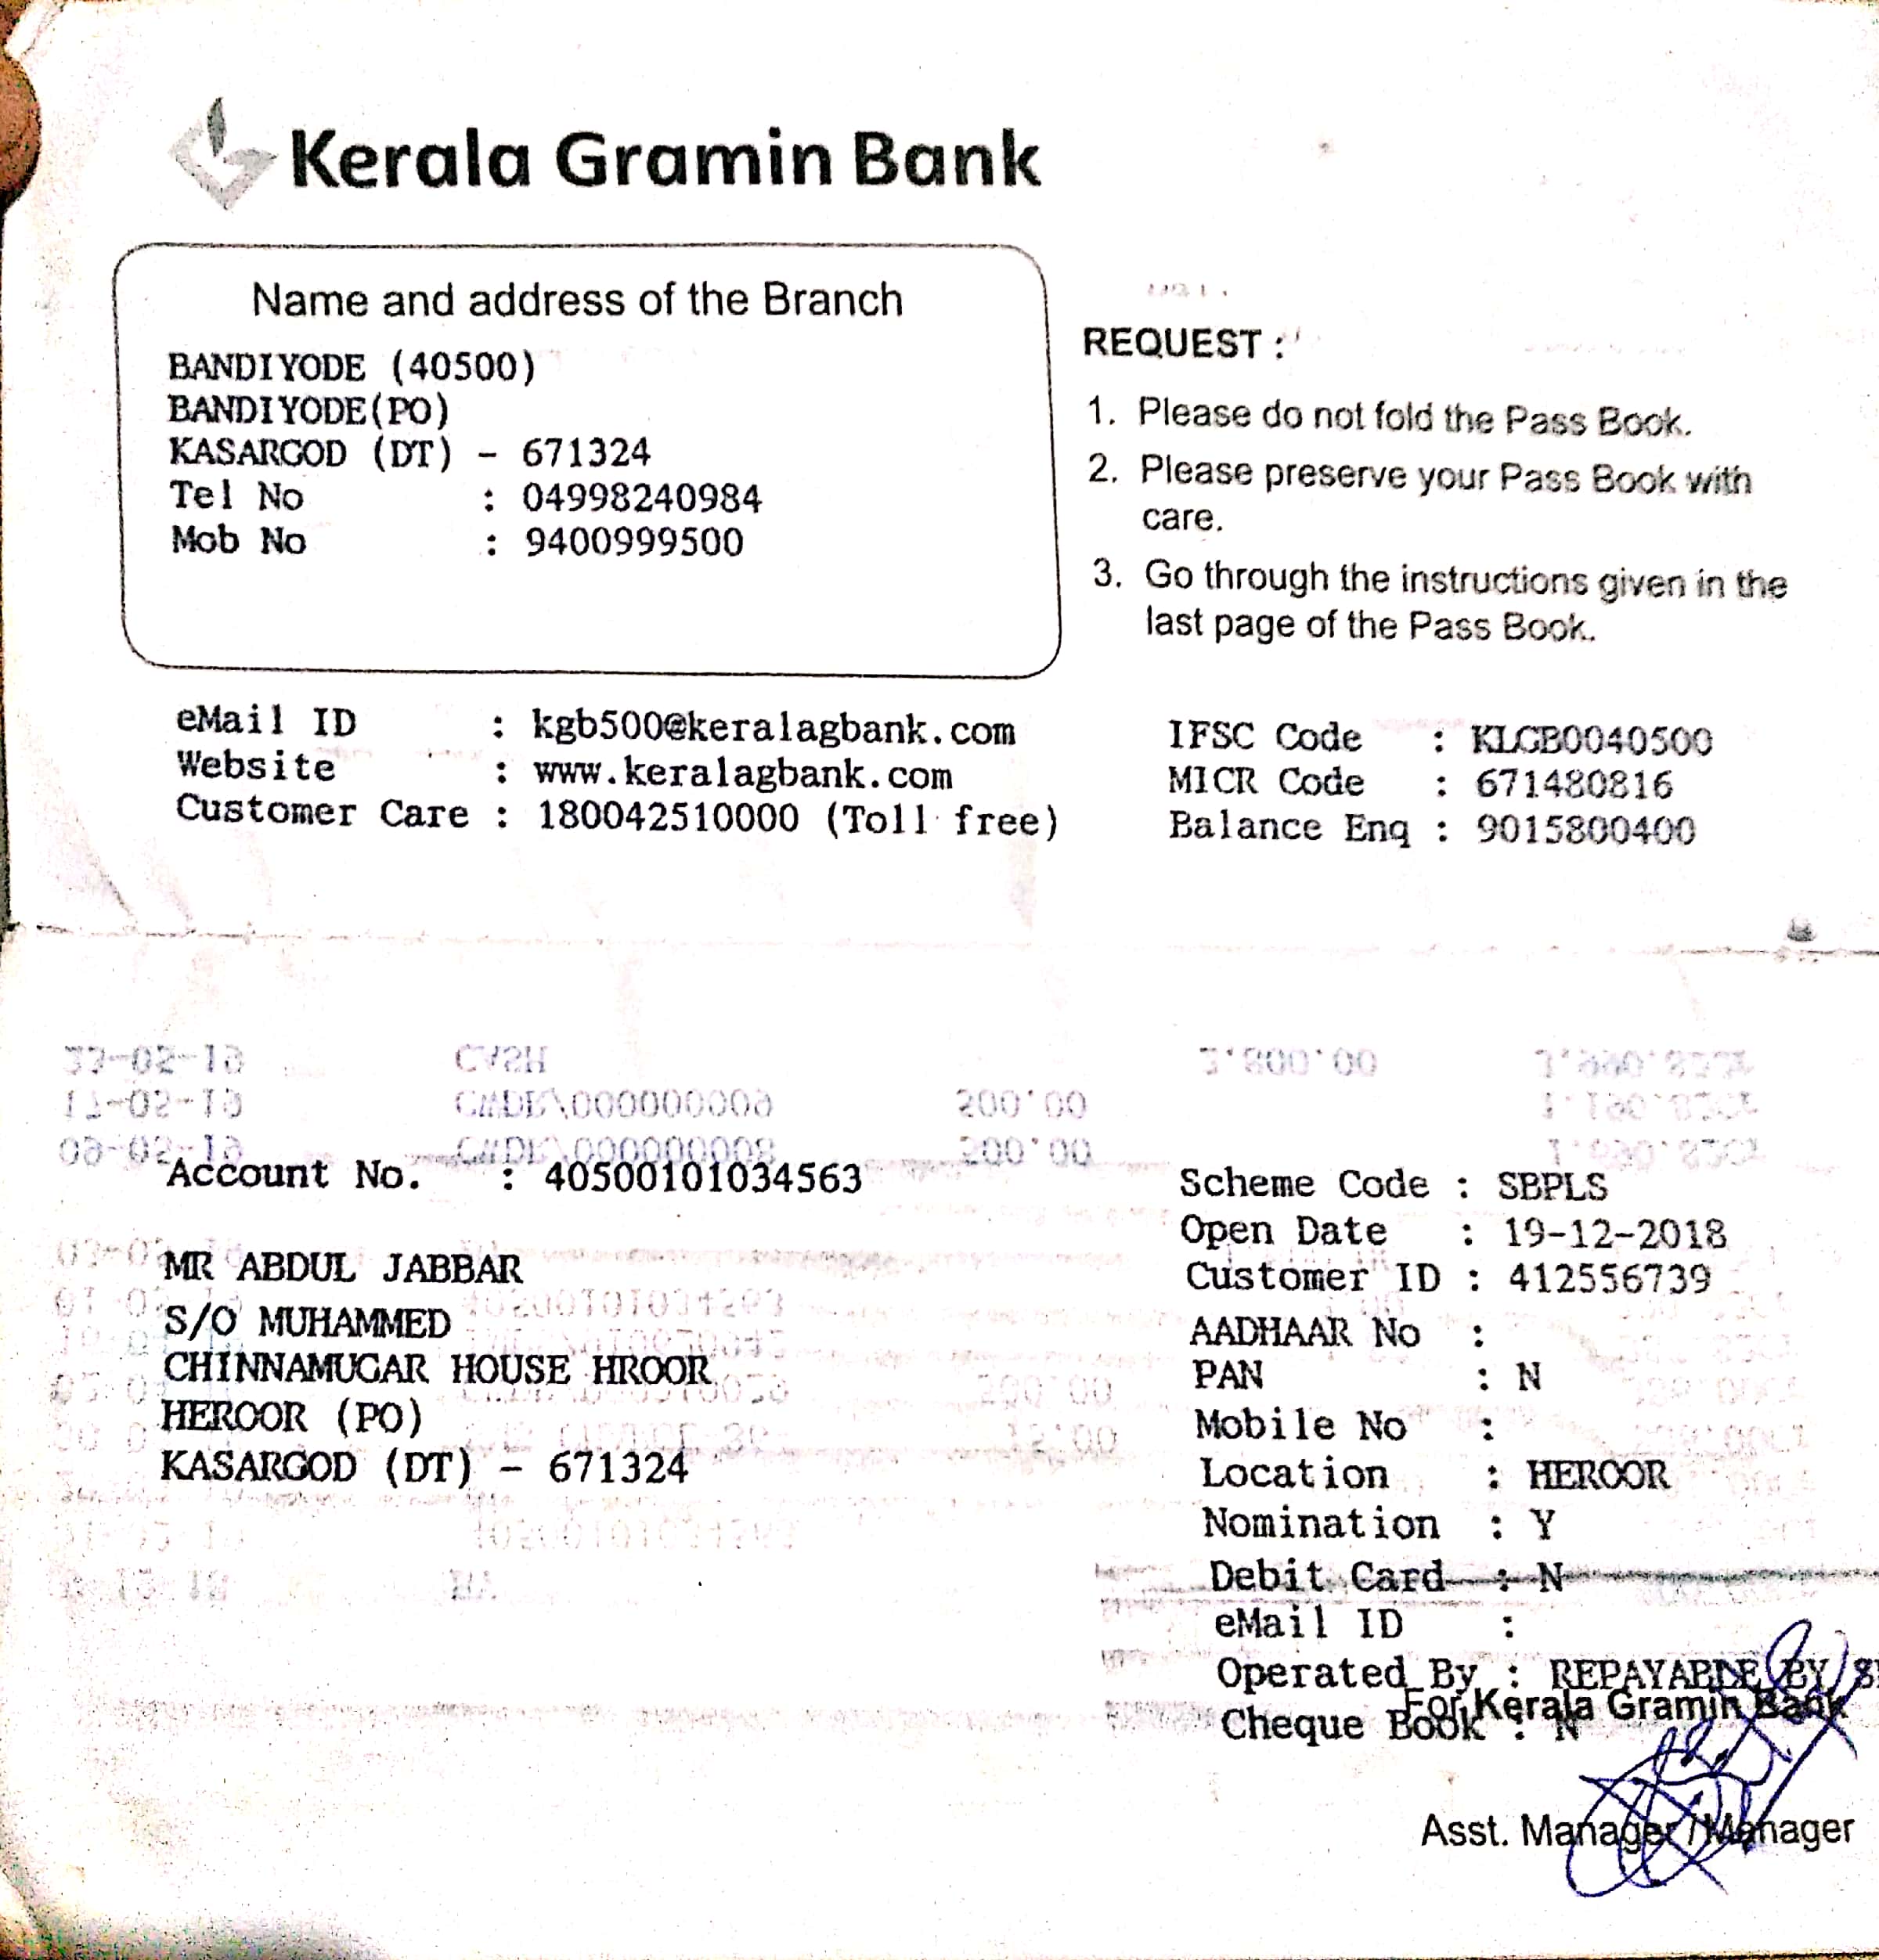 Kerala Gramin Bank
Name and address of the Branch
BANDIYODE (40500)
BANDIYODE(PO)
KASARGOD (DT) - 671324
Tel No : 04998240984
Mob No : 9400999500
REQUEST :
1. Please do not fold the Pass Book.
2. Please preserve your Pass Book with
care.
3. Go through the instructions given in the
last page of the Pass Book.
eMail ID : kgb500@keralagbank.com
Website : www.keralagbank.com
Customer Care : 180042510000 (Toll free)
IFSC Code : KLGB0040500
MICR Code : 671480816
Balance Enq : 9015800400
Account No. : 40500101034563
MR ABDUL JABBAR
S/O MUHAMMED
CHINNAMUGAR HOUSE HROOR
HEROOR (PO)
KASARGOD (DT) - 671324
Scheme Code : SBPLS
Open Date : 19-12-2018
Customer ID : 412556739
AADHAAR No :
PAN : N
Mobile No :
Location : HEROOR
Nomination : Y
Debit Card : N
eMail ID :
Operated By : REPAYABLE BY
Cheque Book : N
For Kerala Gramin Bank
Asst. Manager / Manager